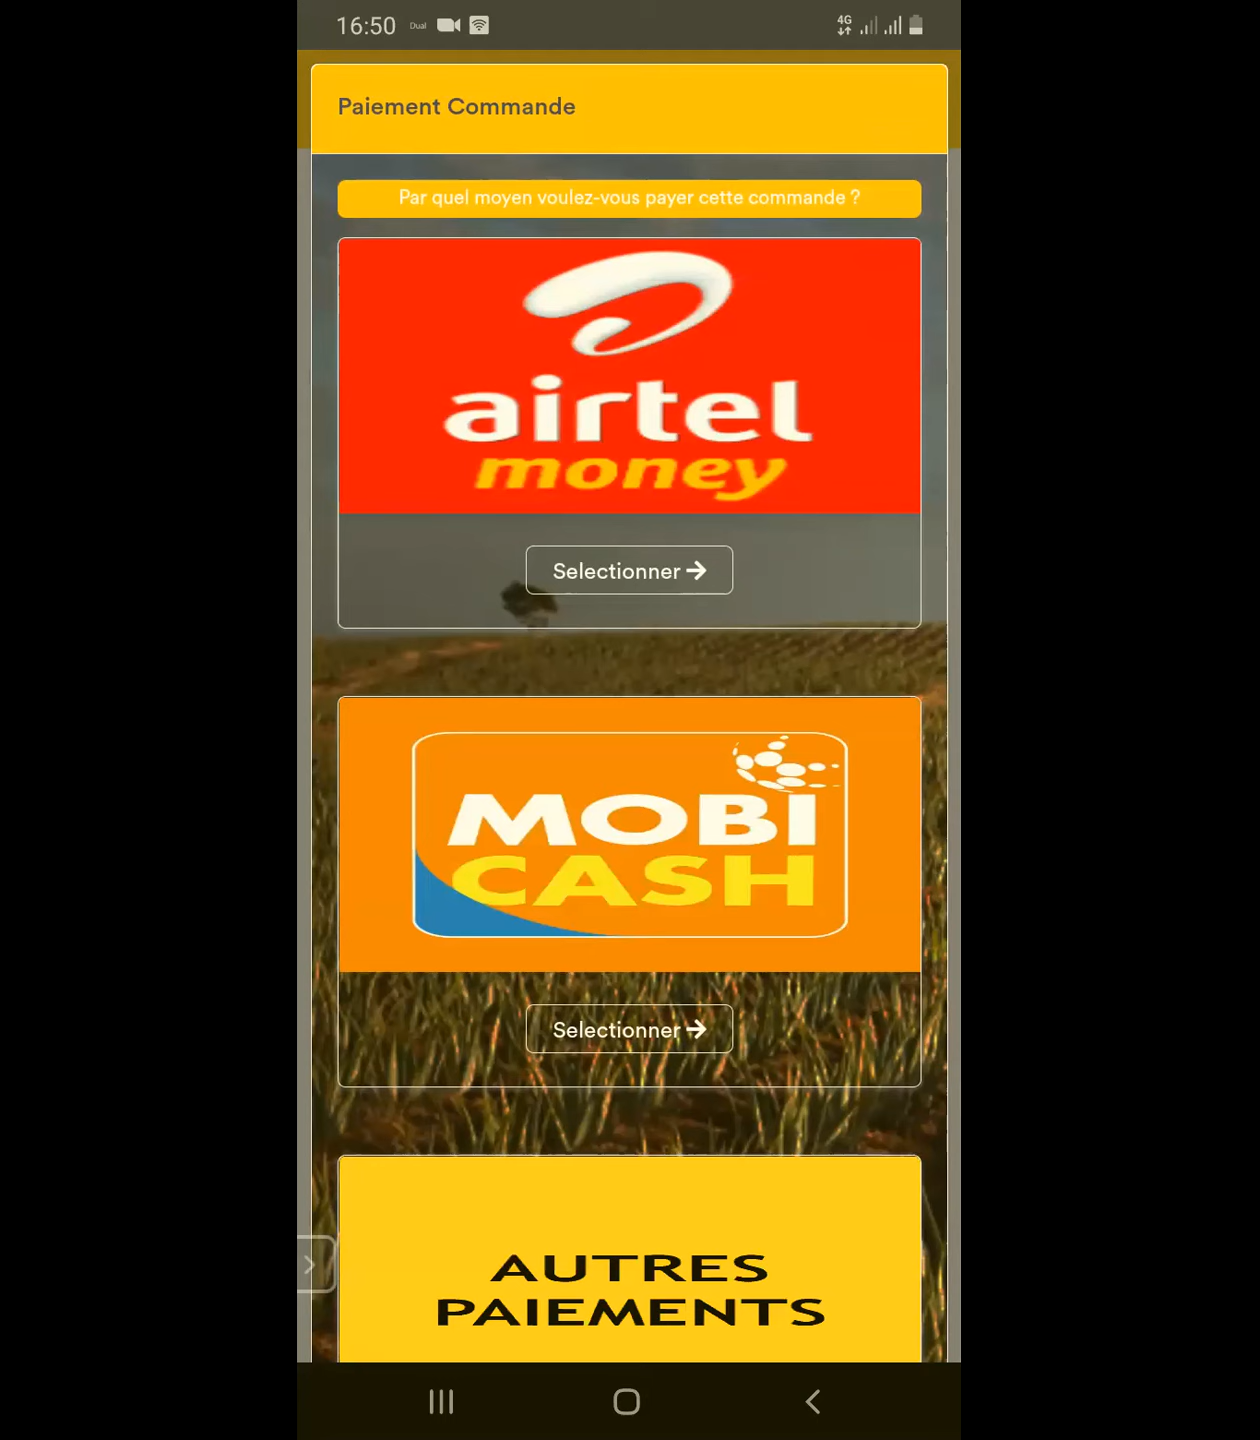 16:50 Dual 4G
Paiement Commande
Par quel moyen voulez-vous payer cette commande ?
airtel
money
Selectionner
MOBI
CASH
Selectionner
AUTRES
PAIEMENTS